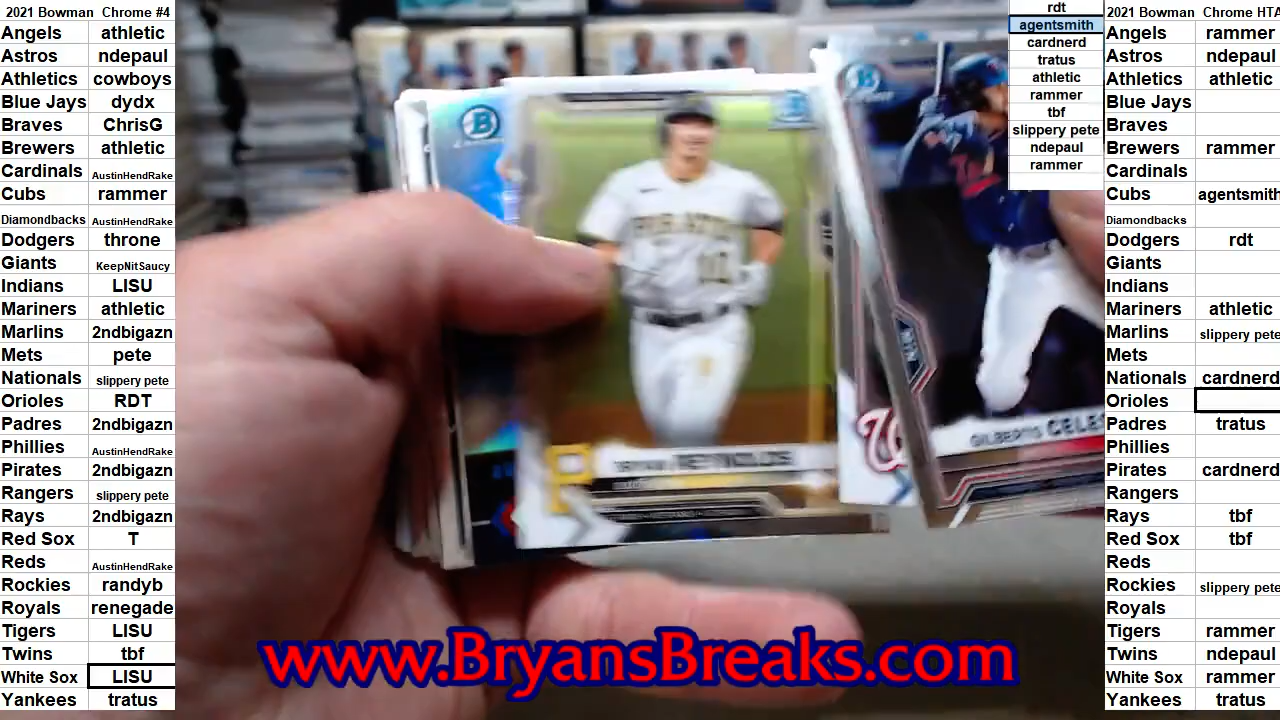 2021 Bowman Chrome #4
Angels athletic
Astros ndepaul
Athletics cowboys
Blue Jays dydx
Braves ChrisG
Brewers athletic
Cardinals AustinHendRake
Cubs rammer
Diamondbacks AustinHendRake
Dodgers throne
Giants KeepNitSaucy
Indians LISU
Mariners athletic
Marlins 2ndbigazn
Mets pete
Nationals slippery pete
Orioles RDT
Padres 2ndbigazn
Phillies AustinHendRake
Pirates 2ndbigazn
Rangers slippery pete
Rays 2ndbigazn
Red Sox T
Reds AustinHendRake
Rockies randyb
Royals renegade
Tigers LISU
Twins tbf
White Sox LISU
Yankees tratus
rdt
agentsmith
cardnerd
tratus
athletic
rammer
tbf
slippery pete
ndepaul
rammer
REYNOLDS
GILBERTO CELES
www.BryansBreaks.com
2021 Bowman Chrome HTA
Angels rammer
Astros ndepaul
Athletics athletic
Blue Jays
Braves
Brewers rammer
Cardinals
Cubs agentsmith
Diamondbacks
Dodgers rdt
Giants
Indians
Mariners athletic
Marlins slippery pete
Mets
Nationals cardnerd
Orioles
Padres tratus
Phillies
Pirates cardnerd
Rangers
Rays tbf
Red Sox tbf
Reds
Rockies slippery pete
Royals
Tigers rammer
Twins ndepaul
White Sox rammer
Yankees tratus